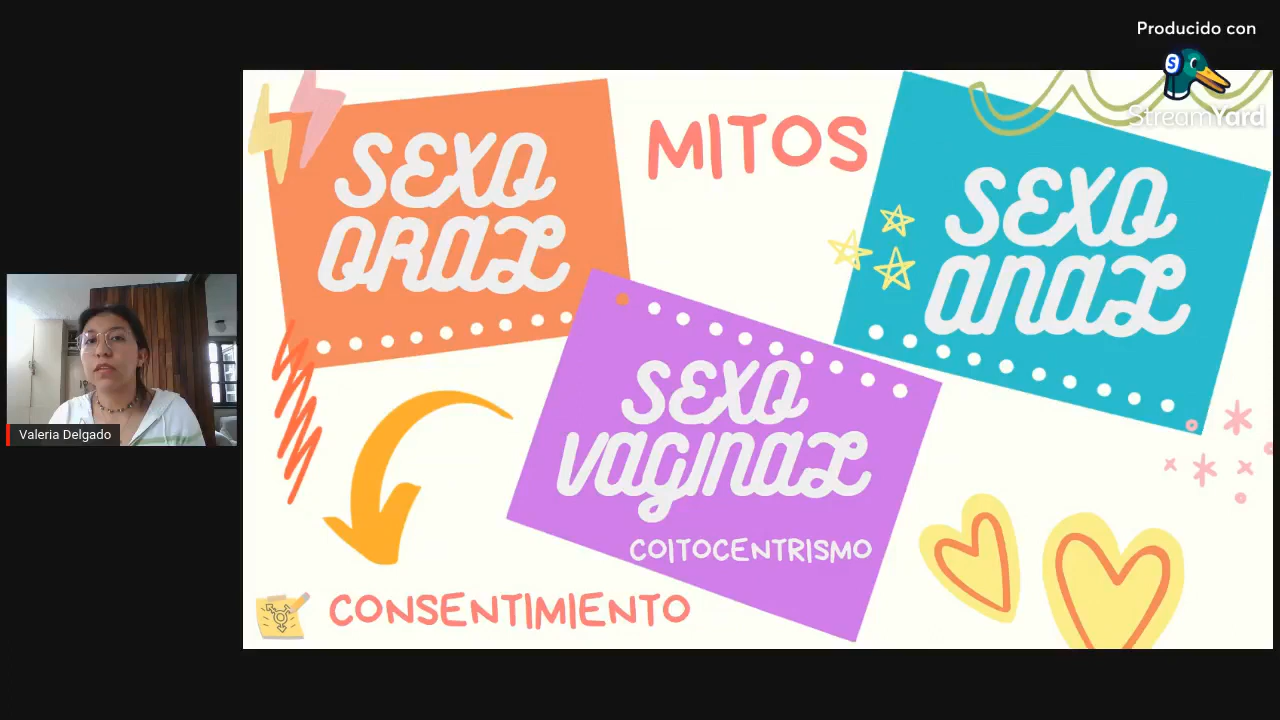 Producido con
StreamYard
MITOS
SEXO
ORAL
SEXO
ANAL
SEXO
VAGINAL
COITOCENTRISMO
CONSENTIMIENTO
Valeria Delgado